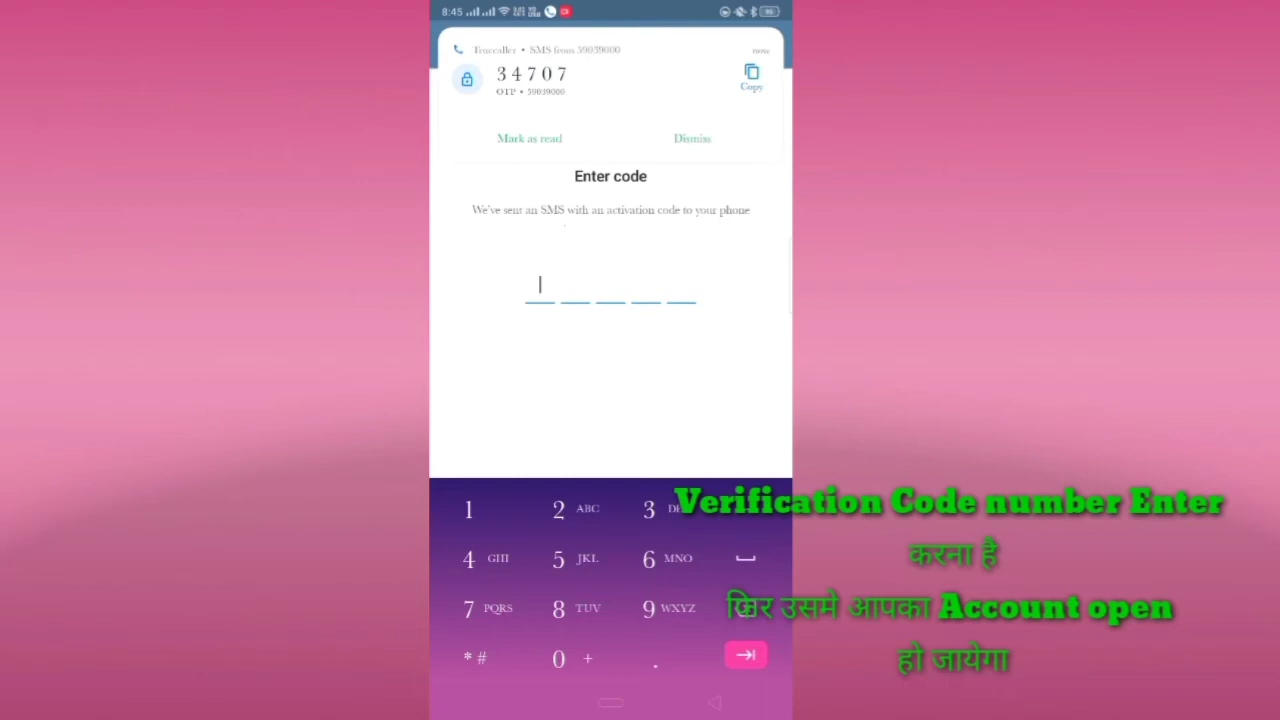 8:45
Truecaller • SMS from 59039000
now
34707
OTP • 59039000
Copy
Mark as read
Dismiss
Enter code
We've sent an SMS with an activation code to your phone
1
2 ABC
3
4 GHI
5 JKL
6 MNO
7 PQRS
8 TUV
9 WXYZ
* #
0 +
.
Verification Code number Enter
करना है
फिर उसमे आपका Account open
हो जायेगा